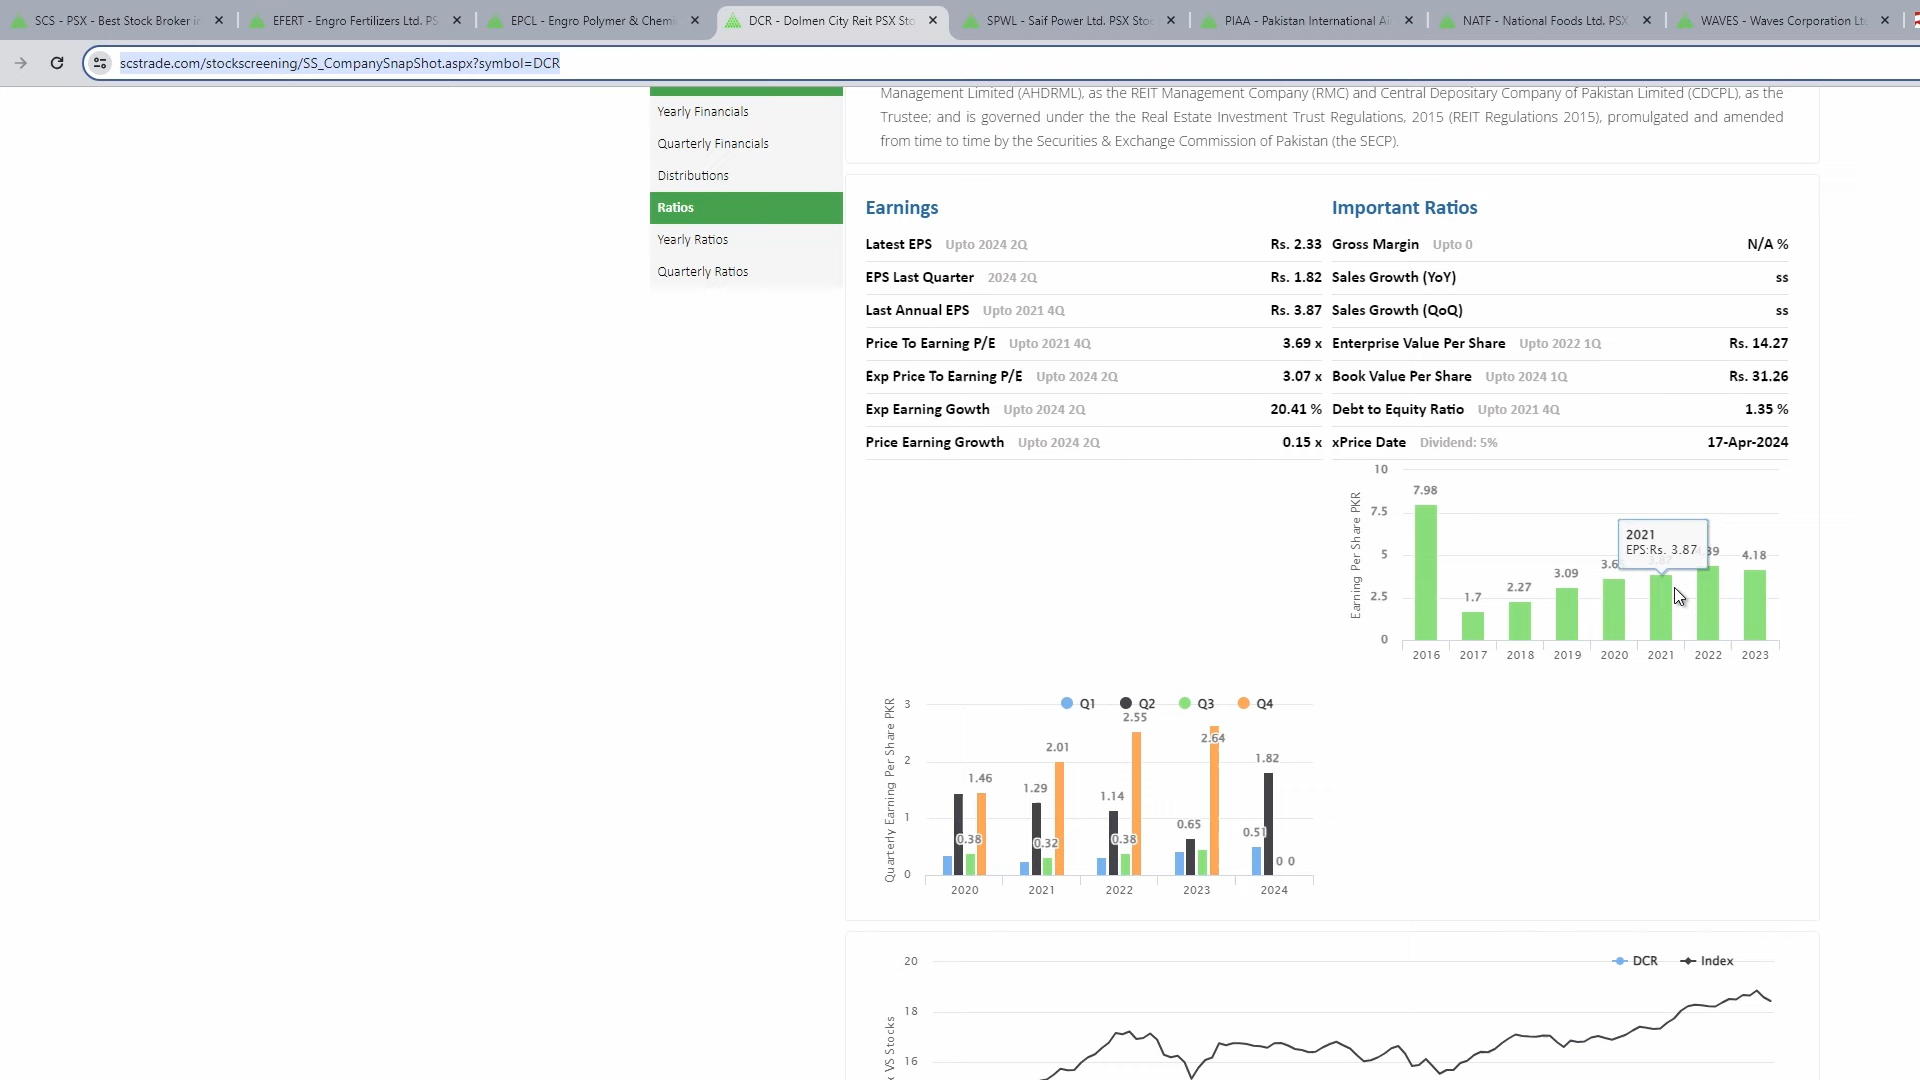 SCS - PSX - Best Stock Broker in
EFERT - Engro Fertilizers Ltd. PS
EPCL - Engro Polymer & Chemi
DCR - Dolmen City Reit PSX Sto
SPWL - Saif Power Ltd. PSX Stoc
PIAA - Pakistan International Ai
NATF - National Foods Ltd. PSX
WAVES - Waves Corporation Lt
scstrade.com/stockscreening/SS_CompanySnapShot.aspx?symbol=DCR
Management Limited (AHDRML), as the REIT Management Company (RMC) and Central Depositary Company of Pakistan Limited (CDCPL), as the
Trustee; and is governed under the the Real Estate Investment Trust Regulations, 2015 (REIT Regulations 2015), promulgated and amended
from time to time by the Securities & Exchange Commission of Pakistan (the SECP).
Yearly Financials
Quarterly Financials
Distributions
Ratios
Yearly Ratios
Quarterly Ratios
Earnings
Latest EPS Upto 2024 2Q Rs. 2.33
EPS Last Quarter 2024 2Q Rs. 1.82
Last Annual EPS Upto 2021 4Q Rs. 3.87
Price To Earning P/E Upto 2021 4Q 3.69 x
Exp Price To Earning P/E Upto 2024 2Q 3.07 x
Exp Earning Gowth Upto 2024 2Q 20.41 %
Price Earning Growth Upto 2024 2Q 0.15 x
Important Ratios
Gross Margin Upto 0 N/A %
Sales Growth (YoY) ss
Sales Growth (QoQ) ss
Enterprise Value Per Share Upto 2022 1Q Rs. 14.27
Book Value Per Share Upto 2024 1Q Rs. 31.26
Debt to Equity Ratio Upto 2021 4Q 1.35 %
xPrice Date Dividend: 5% 17-Apr-2024
Earning Per Share PKR
10
7.5
5
2.5
0
7.98
1.7
2.27
3.09
3.6
2021
EPS:Rs. 3.87
39
4.18
2016 2017 2018 2019 2020 2021 2022 2023
Quarterly Earning Per Share PKR
Q1 Q2 Q3 Q4
3
2
1
0
0.38
1.46
1.29
0.32
2.01
1.14
0.38
2.55
0.65
2.64
0.51
1.82
0 0
2020 2021 2022 2023 2024
DCR Index
20
18
16
VS Stocks